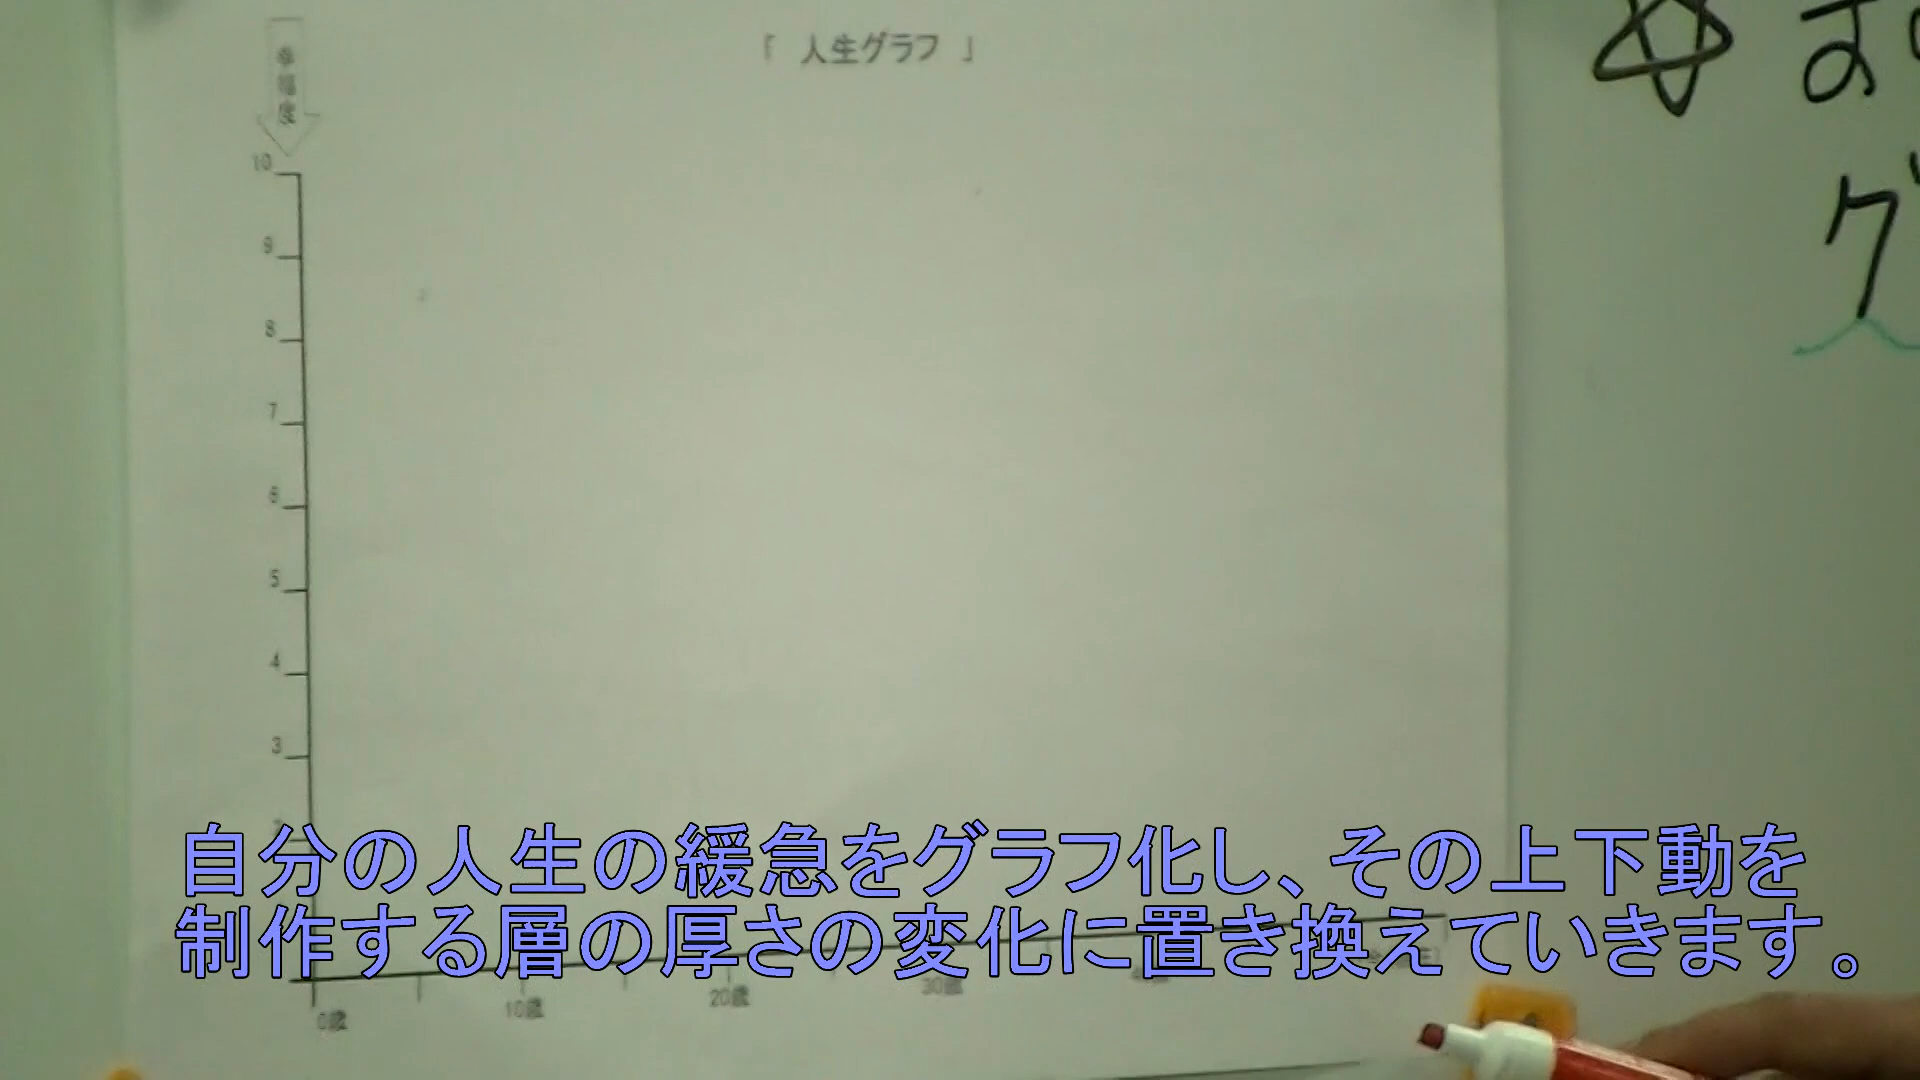 「 人生グラフ 」
幸福度
10
9
8
7
6
5
4
3
自分の人生の緩急をグラフ化し、その上下動を
制作する層の厚さの変化に置き換えていきます。
0歳
10歳
20歳
30歳